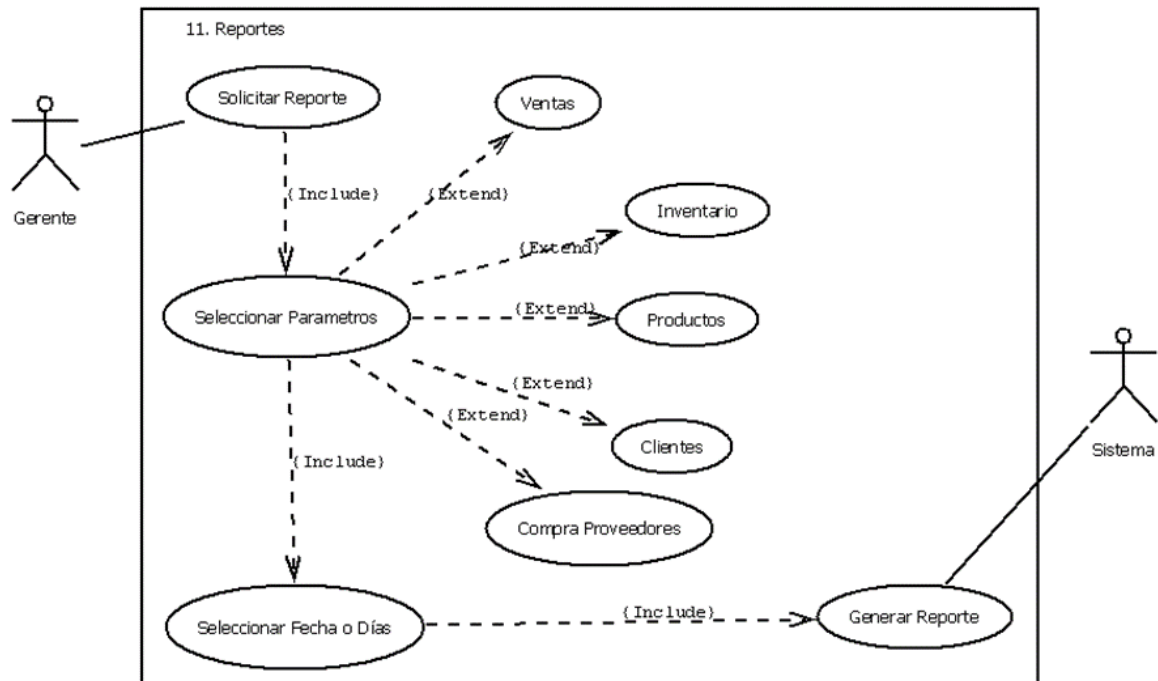 11. Reportes
Solicitar Reporte
Ventas
Gerente
{Include}
{Extend}
Inventario
{Extend}
Seleccionar Parametros
{Extend}
Productos
{Extend}
{Extend}
Clientes
Sistema
{Include}
Compra Proveedores
Seleccionar Fecha o Días
{Include}
Generar Reporte